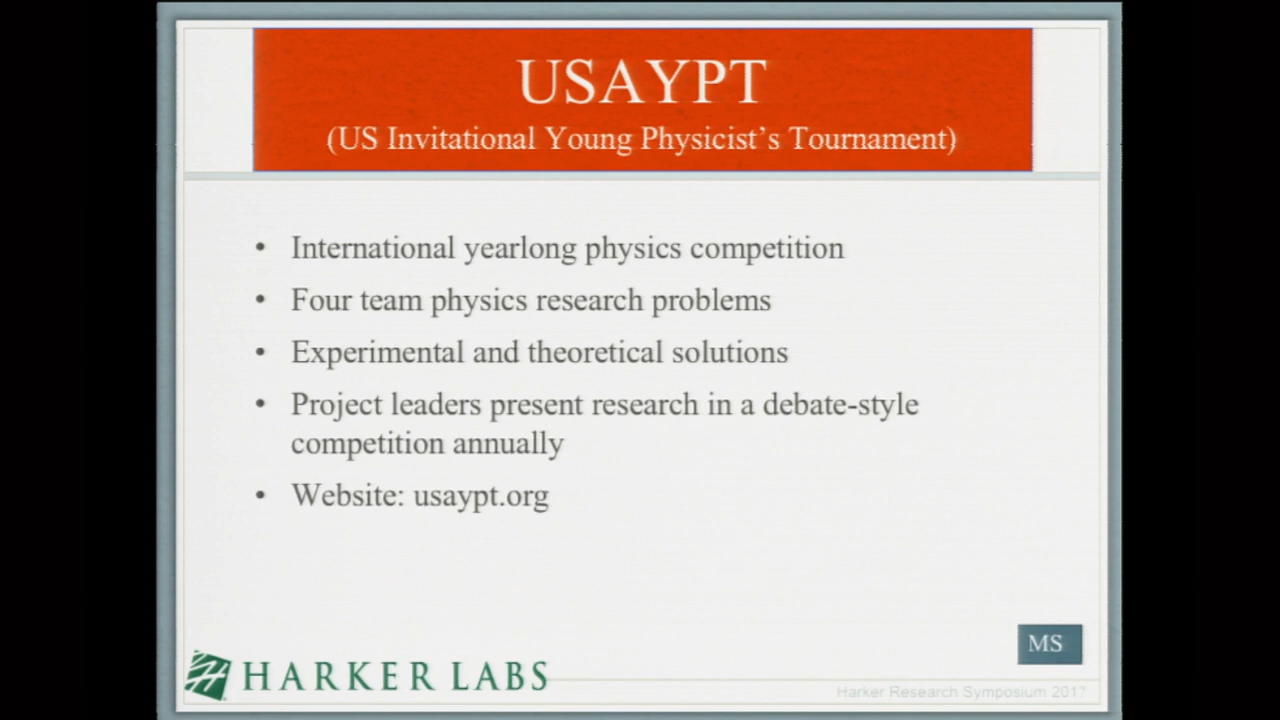 USAYPT
(US Invitational Young Physicist’s Tournament)
• International yearlong physics competition
• Four team physics research problems
• Experimental and theoretical solutions
• Project leaders present research in a debate-style
competition annually
• Website: usaypt.org
MS
HARKER LABS
Harker Research Symposium 2017